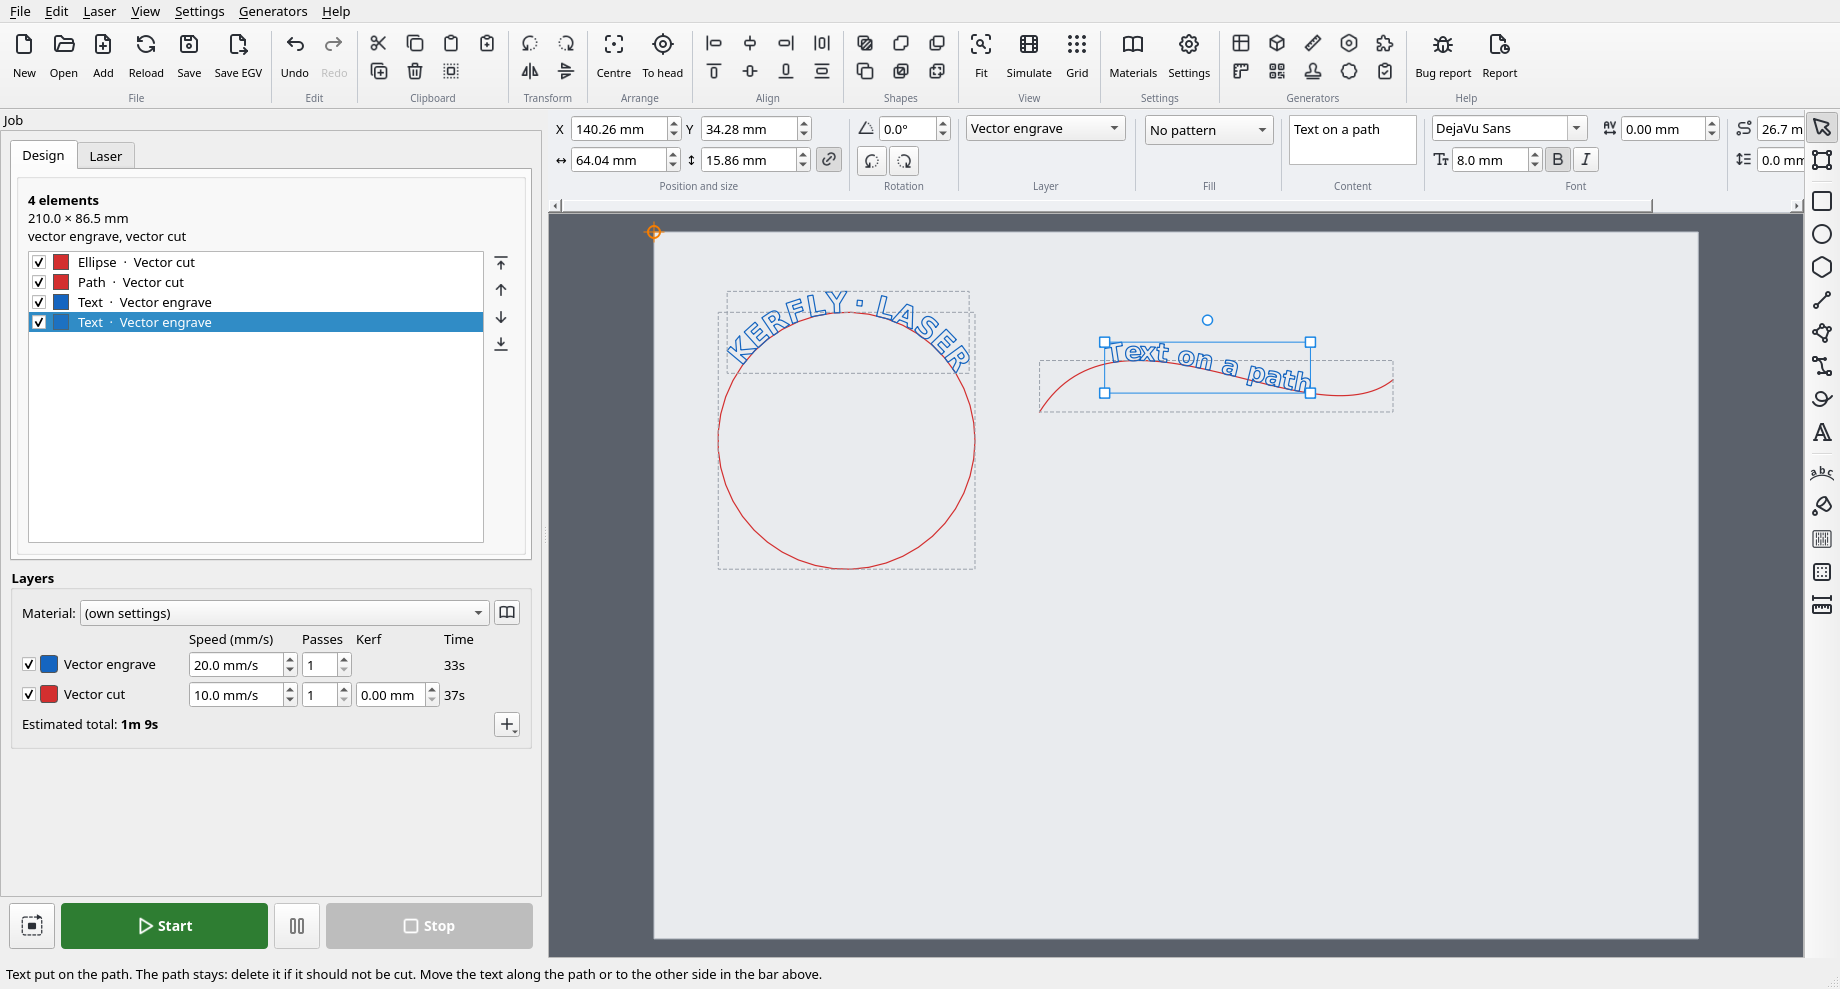 File Edit Laser View Settings Generators Help
New Open Add Reload Save Save EGV Undo Redo Centre To head Fit Simulate Grid Materials Settings Bug report Report
File Edit Clipboard Transform Arrange Align Shapes View Settings Generators Help
Job
Design Laser
4 elements
210.0 × 86.5 mm
vector engrave, vector cut
Ellipse · Vector cut
Path · Vector cut
Text · Vector engrave
Text · Vector engrave
Layers
Material: (own settings)
Speed (mm/s) Passes Kerf Time
Vector engrave 20.0 mm/s 1 33s
Vector cut 10.0 mm/s 1 0.00 mm 37s
Estimated total: 1m 9s
Start Stop
X 140.26 mm Y 34.28 mm 0.0° Vector engrave No pattern Text on a path DejaVu Sans AV 0.00 mm 26.7 m
64.04 mm 15.86 mm Tт 8.0 mm B I 0.0 mm
Position and size Rotation Layer Fill Content Font
KERFLY · LASER
Text on a path
A
abc
Text put on the path. The path stays: delete it if it should not be cut. Move the text along the path or to the other side in the bar above.